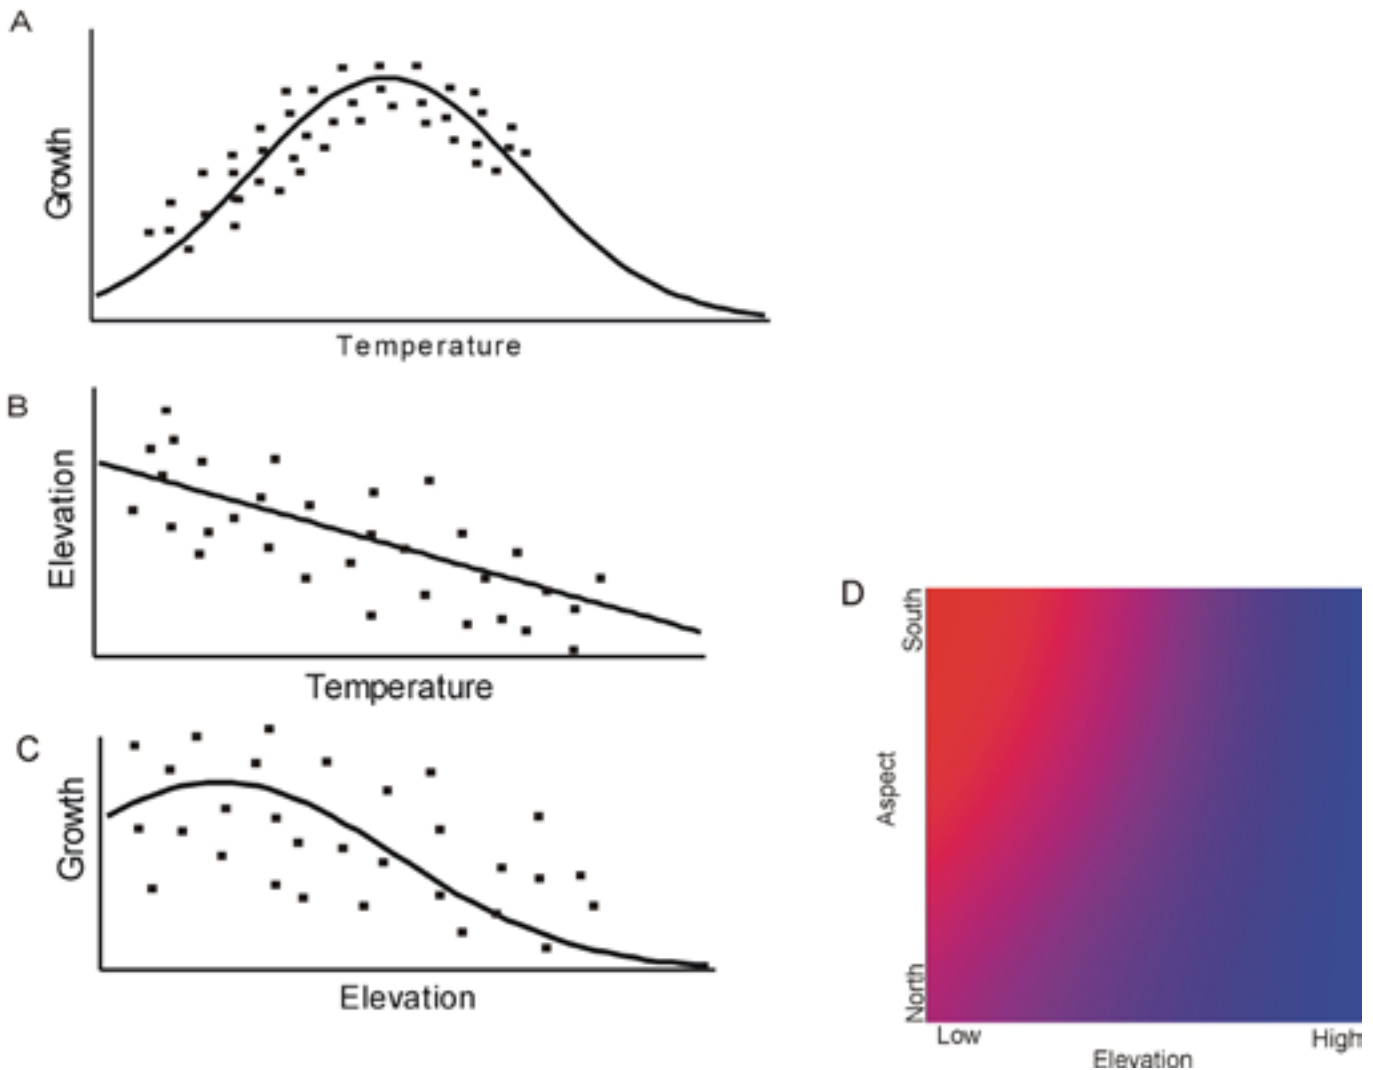 A
Growth
Temperature
B
Elevation
Temperature
C
Growth
Elevation
D
South
Aspect
North
Low
High
Elevation